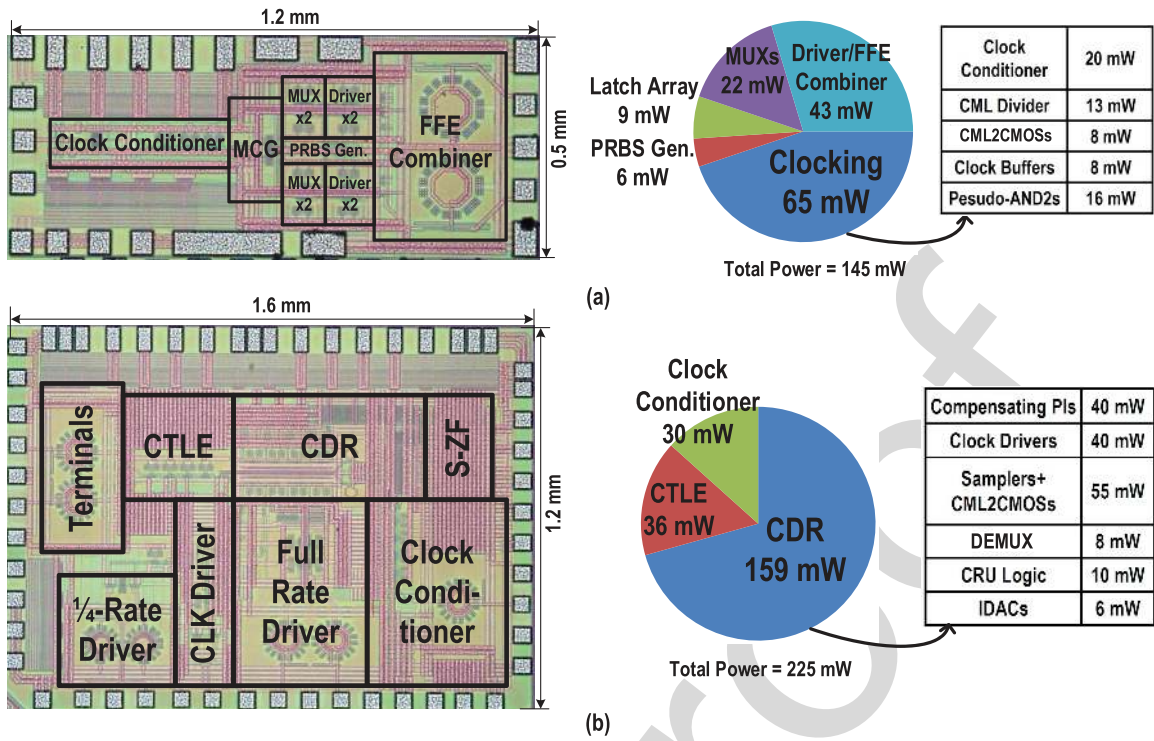 1.2 mm
0.5 mm
Clock Conditioner
MCG
MUX
x2
Driver
x2
PRBS Gen.
MUX
x2
Driver
x2
FFE
Combiner
MUXs
22 mW
Driver/FFE
Combiner
43 mW
Latch Array
9 mW
PRBS Gen.
6 mW
Clocking
65 mW
Total Power = 145 mW
Clock
Conditioner
20 mW
CML Divider
13 mW
CML2CMOSs
8 mW
Clock Buffers
8 mW
Pesudo-AND2s
16 mW
(a)
1.6 mm
1.2 mm
Terminals
CTLE
CDR
S-ZF
¼-Rate
Driver
CLK Driver
Full
Rate
Driver
Clock
Condi-
tioner
Clock
Conditioner
30 mW
CTLE
36 mW
CDR
159 mW
Total Power = 225 mW
Compensating PIs
40 mW
Clock Drivers
40 mW
Samplers+
CML2CMOSs
55 mW
DEMUX
8 mW
CRU Logic
10 mW
IDACs
6 mW
(b)